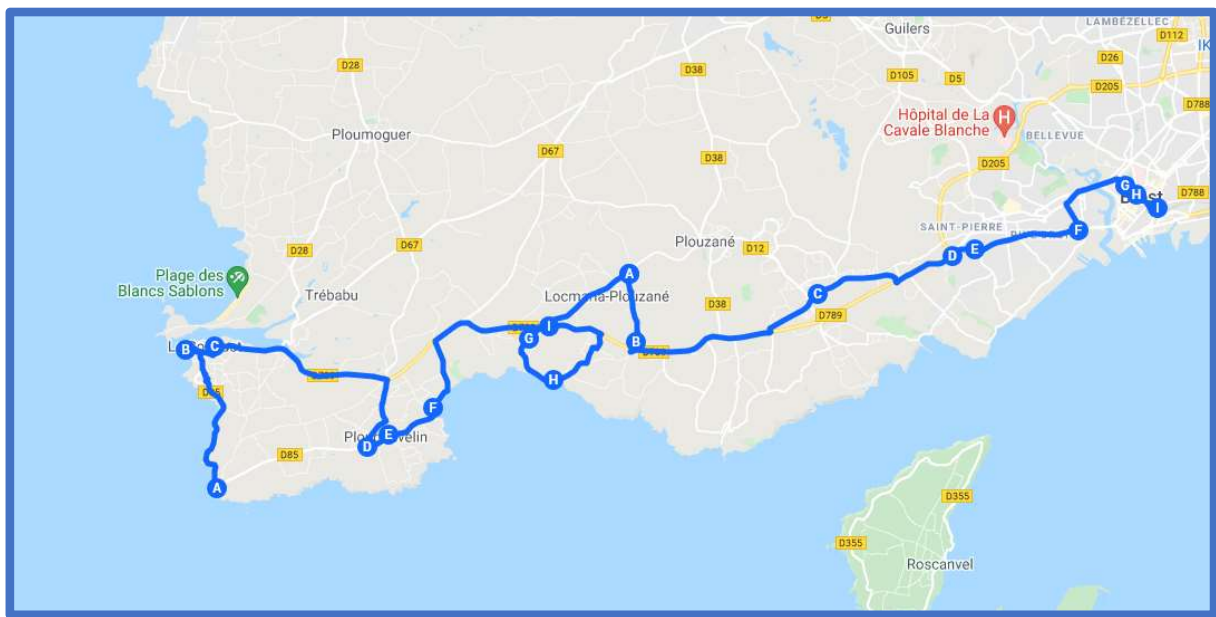 D5
Guilers
LAMBÉZELLEC
D112
IK
D28
D38
D105
D5
D26
D205
D788
Ploumoguer
D67
Hôpital de La
Cavale Blanche
H
BELLEVUE
D38
D205
G
H
I
D788
SAINT-PIERRE
F
D28
D67
Plouzané
D12
D
E
Plage des
Blancs Sablons
Trébabu
A
Locmaria-Plouzané
C
D38
D789
I
G
B
B
C
H
F
D
E
D85
A
D355
D355
Roscanvel